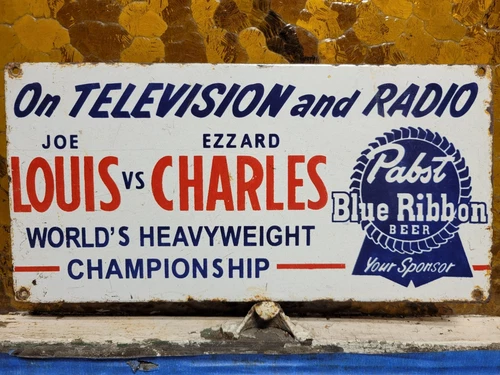 On TELEVISION and RADIO
JOE EZZARD
LOUIS VS CHARLES
WORLD'S HEAVYWEIGHT
CHAMPIONSHIP
Pabst
Blue Ribbon
BEER
Your Sponsor